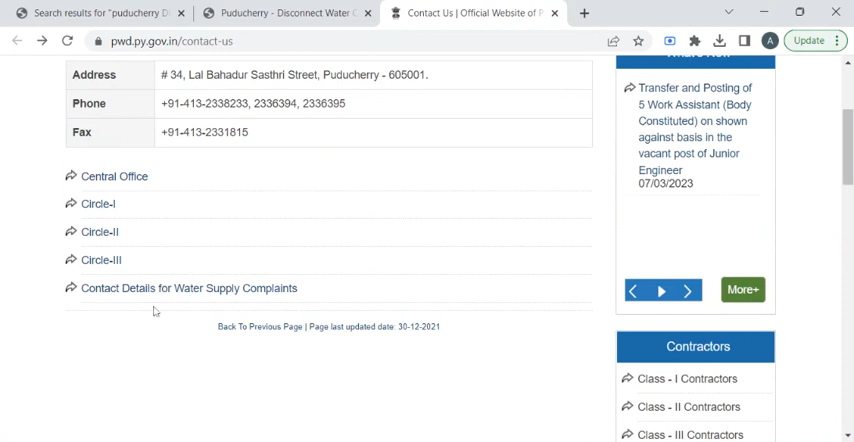 Search results for "puducherry D
Puducherry - Disconnect Water C
Contact Us | Official Website of P
pwd.py.gov.in/contact-us
A
Update
Address # 34, Lal Bahadur Sasthri Street, Puducherry - 605001.
Phone +91-413-2338233, 2336394, 2336395
Fax +91-413-2331815
Central Office
Circle-I
Circle-II
Circle-III
Contact Details for Water Supply Complaints
Back To Previous Page | Page last updated date: 30-12-2021
Transfer and Posting of
5 Work Assistant (Body
Constituted) on shown
against basis in the
vacant post of Junior
Engineer
07/03/2023
More+
Contractors
Class - I Contractors
Class - II Contractors
Class - III Contractors